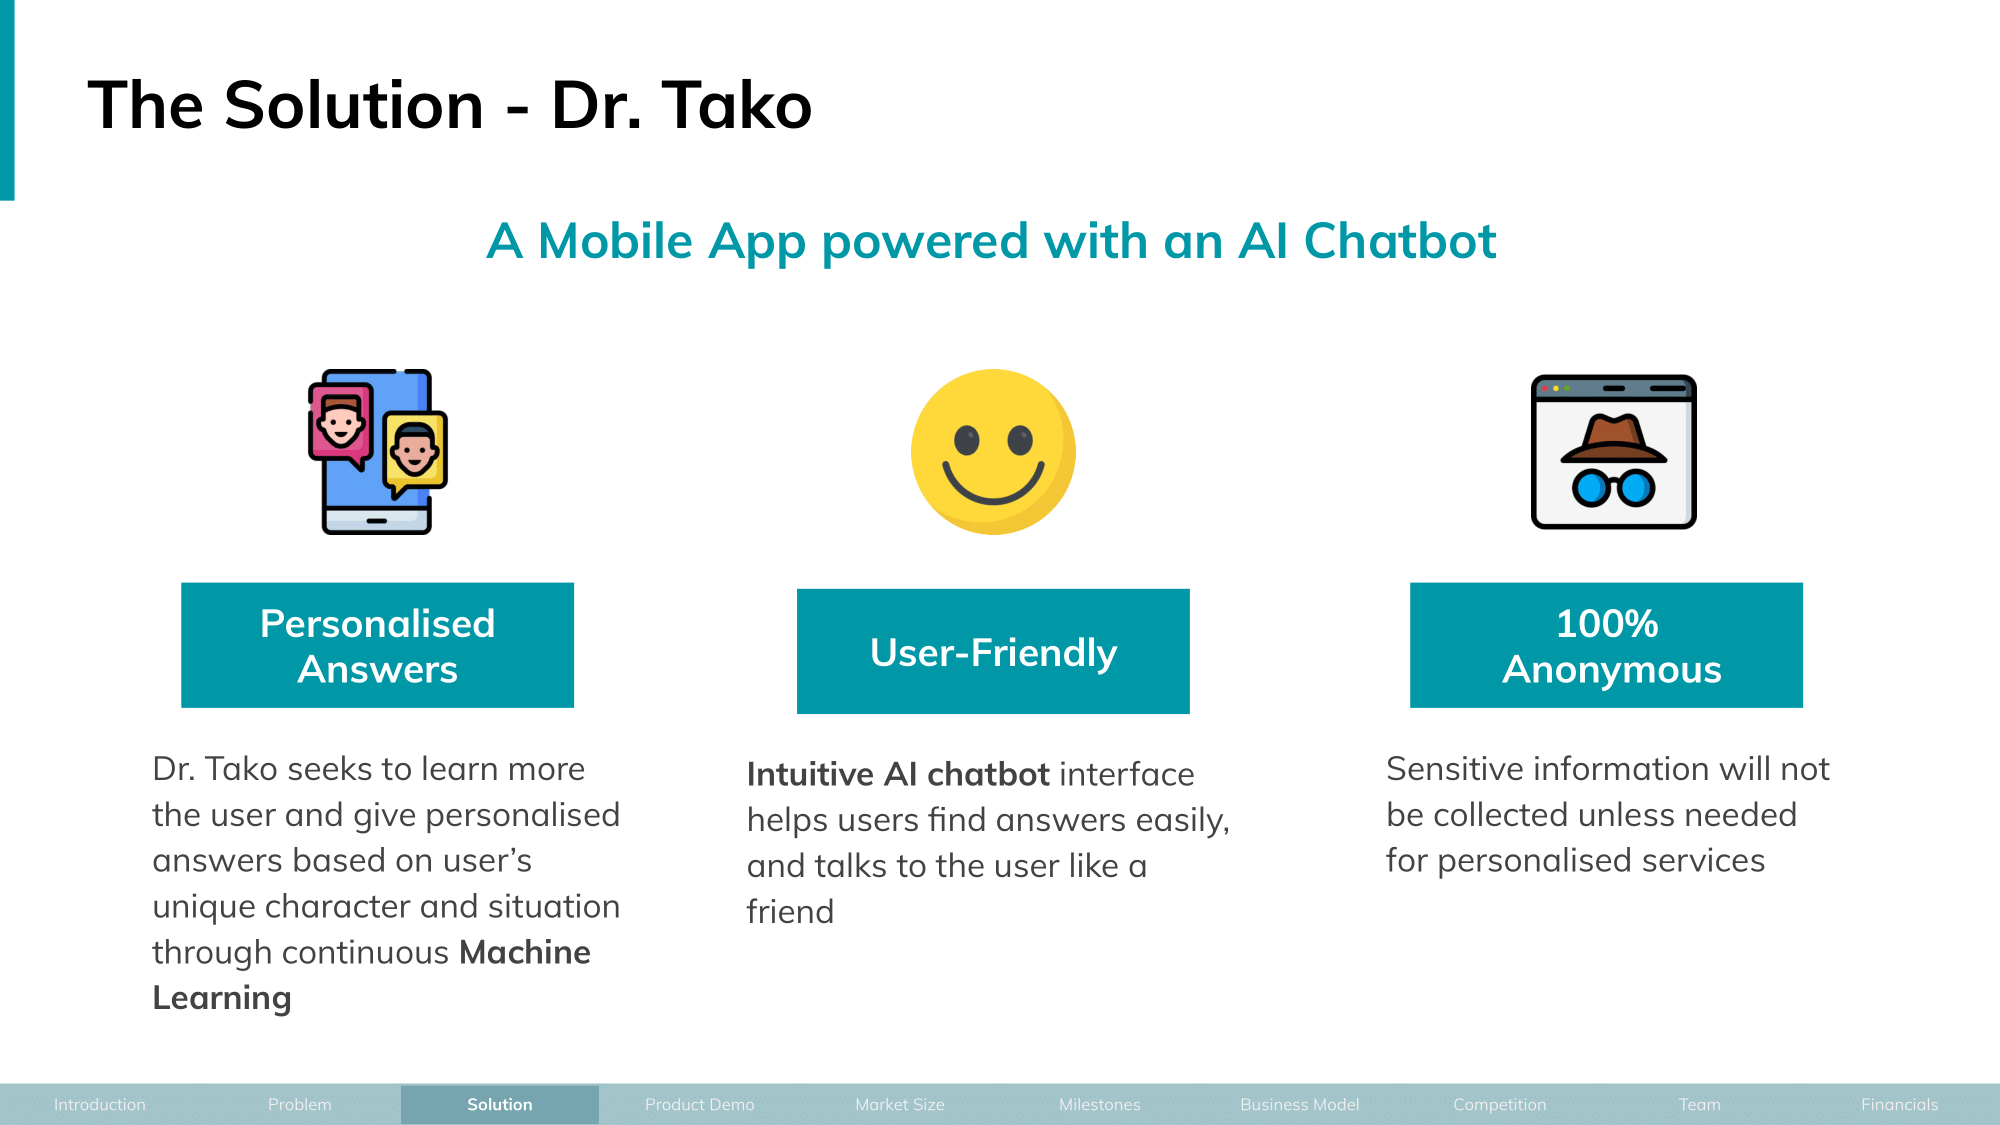 The Solution - Dr. Tako
A Mobile App powered with an AI Chatbot
Personalised
Answers
Dr. Tako seeks to learn more
the user and give personalised
answers based on user’s
unique character and situation
through continuous Machine
Learning
User-Friendly
Intuitive AI chatbot interface
helps users find answers easily,
and talks to the user like a
friend
100%
Anonymous
Sensitive information will not
be collected unless needed
for personalised services
Introduction Problem Solution Product Demo Market Size Milestones Business Model Competition Team Financials